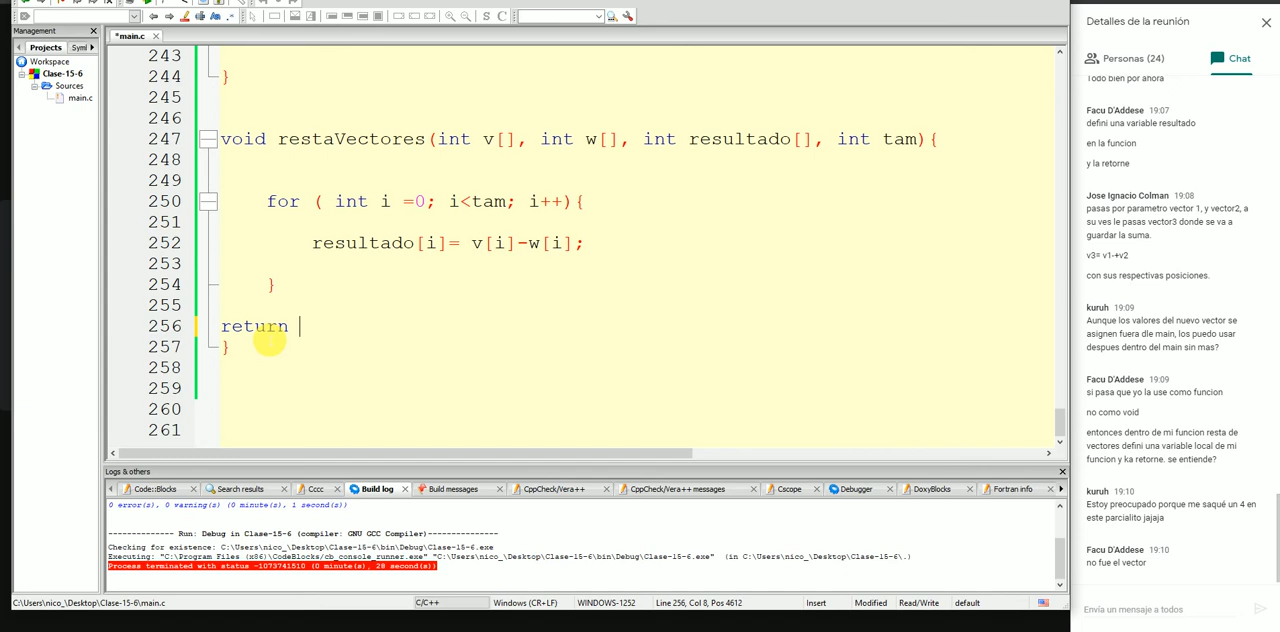 *main.c
Management
Projects
Symb
Workspace
Clase-15-6
Sources
main.c
243
244 }
245
246
247 void restaVectores(int v[], int w[], int resultado[], int tam){
248
249
250 for ( int i =0; i<tam; i++){
251
252 resultado[i]= v[i]-w[i];
253
254 }
255
256 return
257 }
258
259
260
261
Logs & others
Code::Blocks
Search results
Cccc
Build log
Build messages
CppCheck/Vera++
CppCheck/Vera++ messages
Cscope
Debugger
DoxyBlocks
Fortran info
0 error(s), 0 warning(s) (0 minute(s), 1 second(s))
-------------- Run: Debug in Clase-15-6 (compiler: GNU GCC Compiler)---------------
Checking for existence: C:\Users\nico_\Desktop\Clase-15-6\bin\Debug\Clase-15-6.exe
Executing: "C:\Program Files (x86)\CodeBlocks/cb_console_runner.exe" "C:\Users\nico_\Desktop\Clase-15-6\bin\Debug\Clase-15-6.exe" (in C:\Users\nico_\Desktop\Clase-15-6\.)
Process terminated with status -1073741510 (0 minute(s), 28 second(s))
C:\Users\nico_\Desktop\Clase-15-6\main.c
C/C++
Windows (CR+LF)
WINDOWS-1252
Line 256, Col 8, Pos 4612
Insert
Modified
Read/Write
default
Detalles de la reunión
Personas (24)
Chat
Todo bien por ahora
Facu D'Addese 19:07
defini una variable resultado
en la funcion
y la retorne
Jose Ignacio Colman 19:08
pasas por parametro vector 1, y vector2, a
su ves le pasas vector3 donde se va a
guardar la suma.
v3= v1-+v2
con sus respectivas posiciones.
kuruh 19:09
Aunque los valores del nuevo vector se
asignen fuera dle main, los puedo usar
despues dentro del main sin mas?
Facu D'Addese 19:09
si pasa que yo la use como funcion
no como void
entonces dentro de mi funcion resta de
vectores defini una variable local de mi
funcion y ka retorne. se entiende?
kuruh 19:10
Estoy preocupado porque me saqué un 4 en
este parcialito jajaja
Facu D'Addese 19:10
no fue el vector
Envía un mensaje a todos